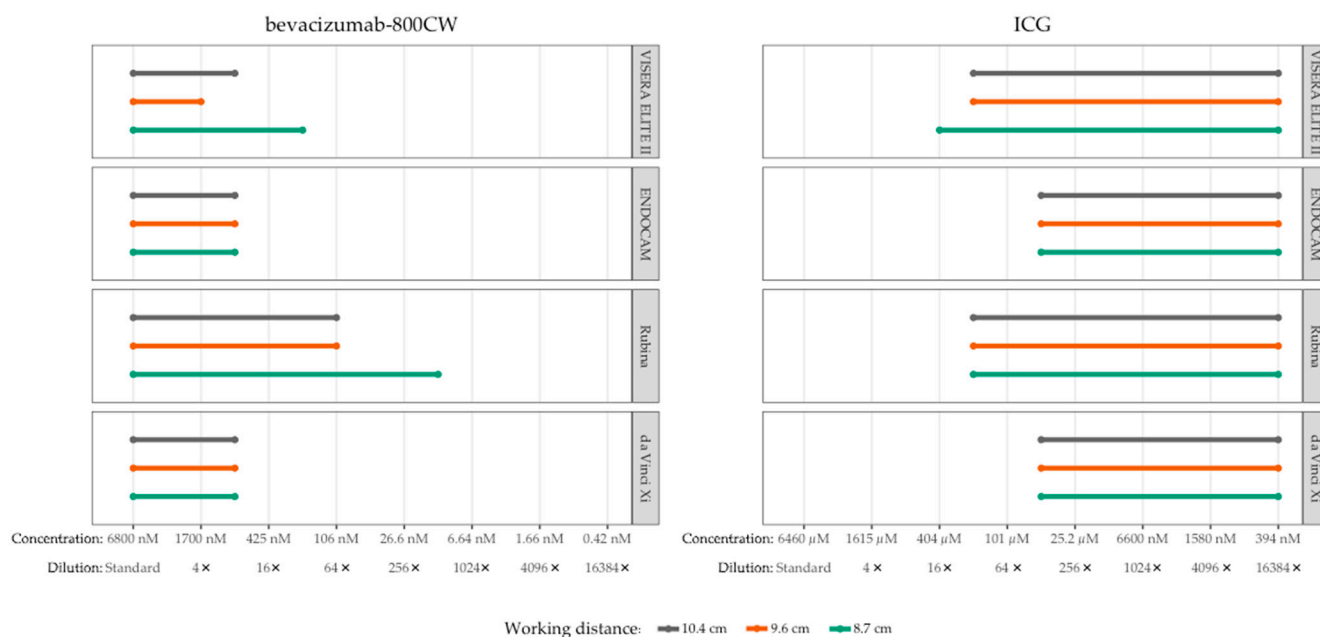 bevacizumab-800CW
ICG
VISERA ELITE II
VISERA ELITE II
ENDOCAM
ENDOCAM
Rubina
Rubina
da Vinci Xi
da Vinci Xi
Concentration: 6800 nM 1700 nM 425 nM 106 nM 26.6 nM 6.64 nM 1.66 nM 0.42 nM
Dilution: Standard 4× 16× 64× 256× 1024× 4096× 16384×
Concentration: 6460 µM 1615 µM 404 µM 101 µM 25.2 µM 6600 nM 1580 nM 394 nM
Dilution: Standard 4× 16× 64× 256× 1024× 4096× 16384×
Working distance: 10.4 cm 9.6 cm 8.7 cm